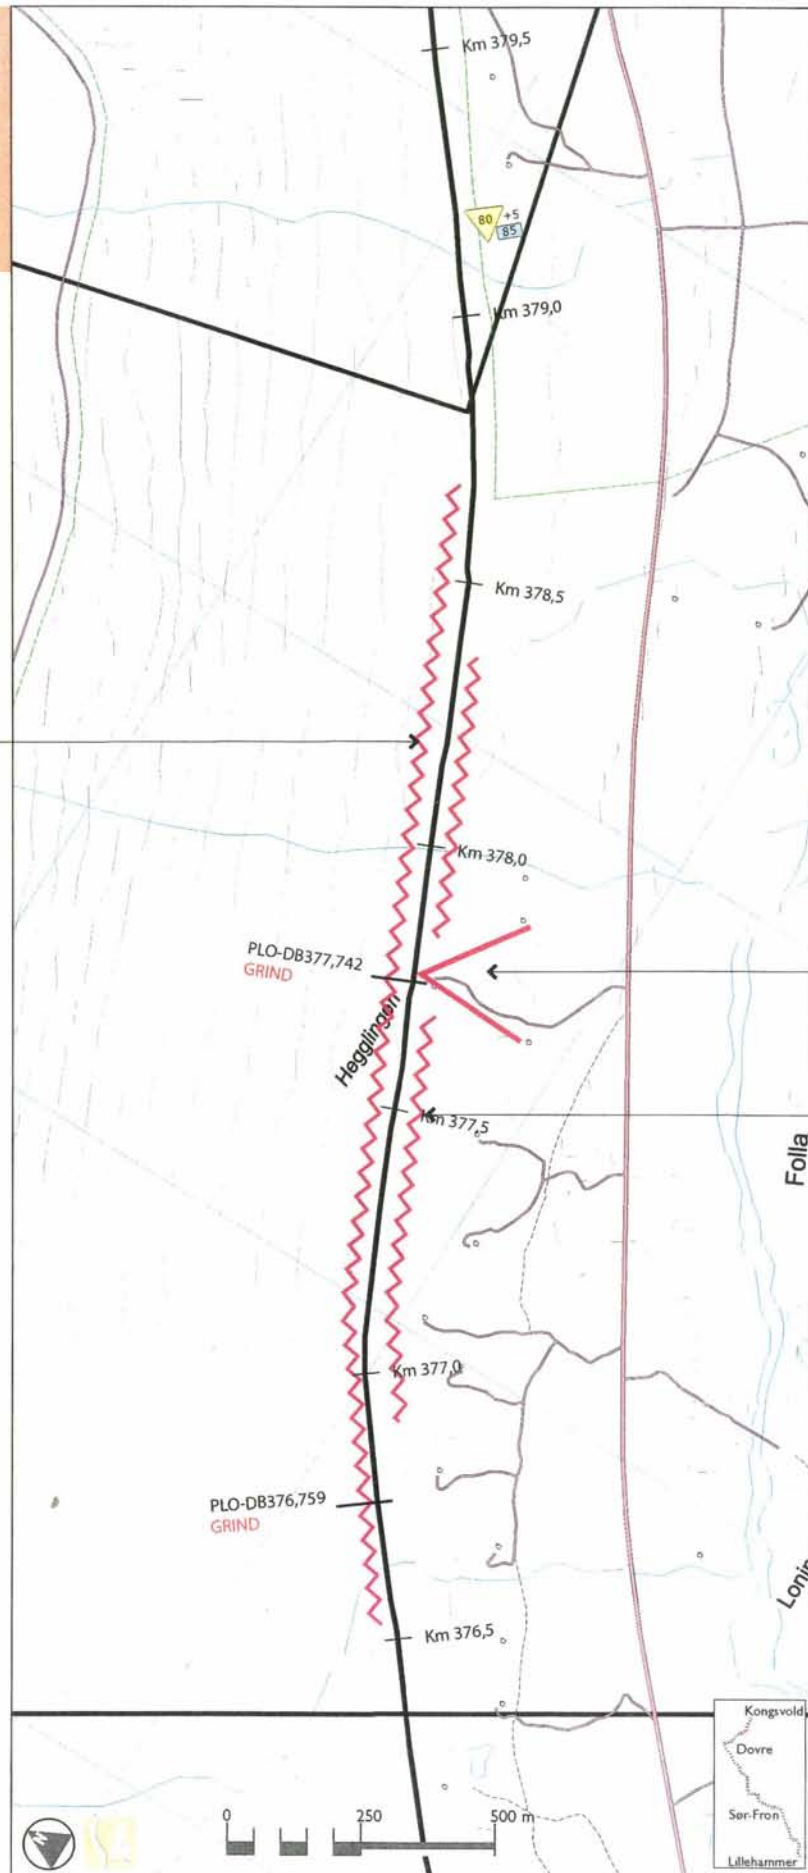 Km 379,5
80 +5
85
Km 379,0
Km 378,5
Km 378,0
PLO-DB377,742
GRIND
Hegglingon
Km 377,5
Folla
Km 377,0
PLO-DB376,759
GRIND
Km 376,5
Kongsvold
Dovre
Sør-Fron
Lillehammer
0 250 500 m
N